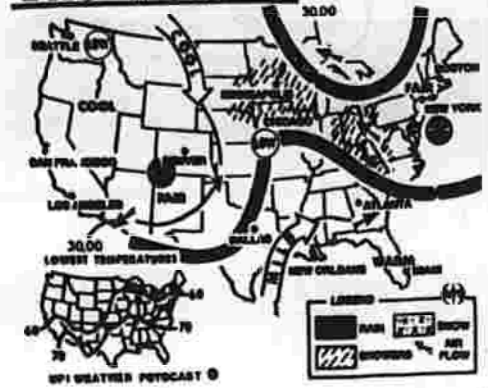 30.00
SEATTLE
LOW
COOL
BOSTON
FAIR
NEW YORK
MINNEAPOLIS
CHICAGO
COOL
LOW
SAN FRANCISCO
DENVER
FAIR
LOS ANGELES
ATLANTA
30.00
DALLAS
LOWEST TEMPERATURES
NEW ORLEANS
WARM
MIAMI
LEGEND
RAIN
SNOW
SHOWERS
AIR
FLOW
60
60
70
70
UPI WEATHER FOTOCAST